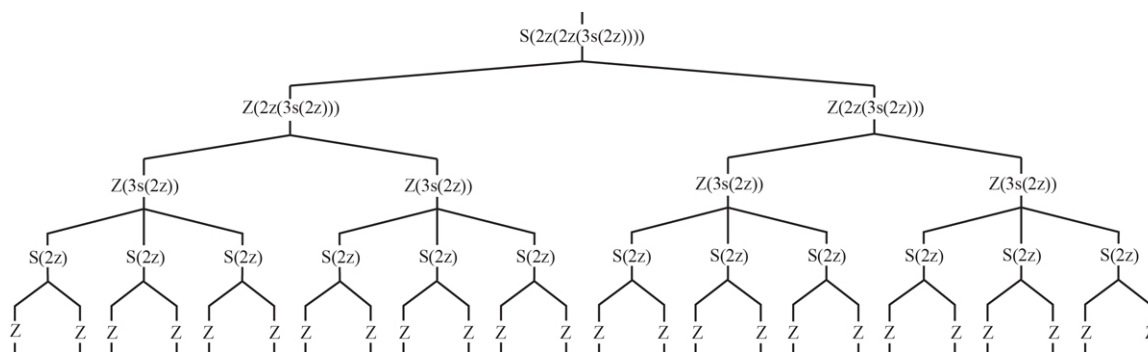 S(2z(2z(3s(2z))))
Z(2z(3s(2z))) Z(2z(3s(2z)))
Z(3s(2z)) Z(3s(2z)) Z(3s(2z)) Z(3s(2z))
S(2z) S(2z) S(2z) S(2z) S(2z) S(2z) S(2z) S(2z) S(2z) S(2z) S(2z) S(2z)
Z Z Z Z Z Z Z Z Z Z Z Z Z Z Z Z Z Z Z Z Z Z Z Z